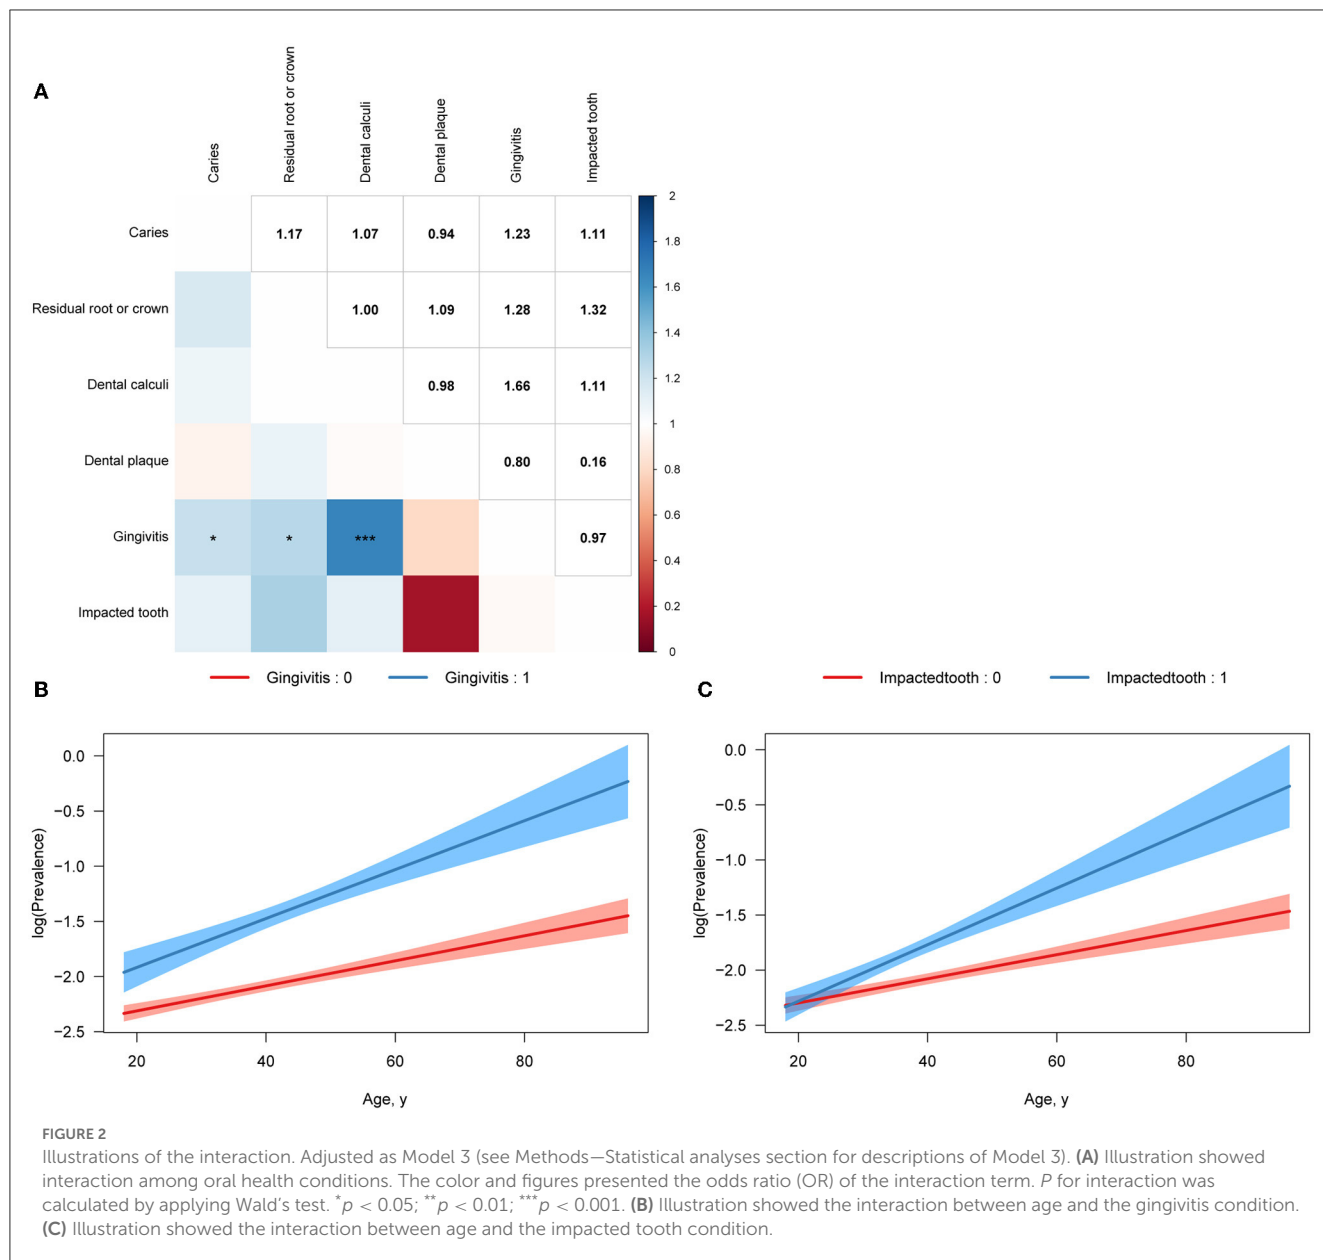 A
Caries
Residual root or crown
Dental calculi
Dental plaque
Gingivitis
Impacted tooth
Caries 1.17 1.07 0.94 1.23 1.11
Residual root or crown 1.00 1.09 1.28 1.32
Dental calculi 0.98 1.66 1.11
Dental plaque 0.80 0.16
Gingivitis * * *** 0.97
Impacted tooth
2
1.8
1.6
1.4
1.2
1
0.8
0.6
0.4
0.2
0
B
Gingivitis : 0 Gingivitis : 1
log(Prevalence)
0.0
−0.5
−1.0
−1.5
−2.0
−2.5
20 40 60 80
Age, y
C
Impactedtooth : 0 Impactedtooth : 1
log(Prevalence)
0.0
−0.5
−1.0
−1.5
−2.0
−2.5
20 40 60 80
Age, y
FIGURE 2
Illustrations of the interaction. Adjusted as Model 3 (see Methods—Statistical analyses section for descriptions of Model 3). (A) Illustration showed
interaction among oral health conditions. The color and figures presented the odds ratio (OR) of the interaction term. P for interaction was
calculated by applying Wald's test. *p < 0.05; **p < 0.01; ***p < 0.001. (B) Illustration showed the interaction between age and the gingivitis condition.
(C) Illustration showed the interaction between age and the impacted tooth condition.